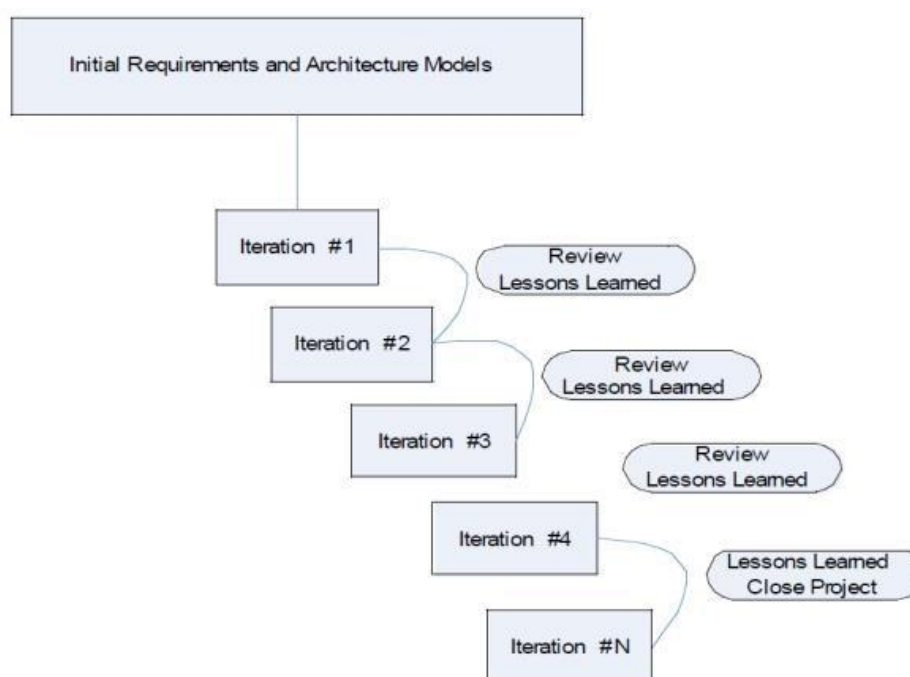 Initial Requirements and Architecture Models
Iteration #1
Review
Lessons Learned
Iteration #2
Review
Lessons Learned
Iteration #3
Review
Lessons Learned
Iteration #4
Lessons Learned
Close Project
Iteration #N